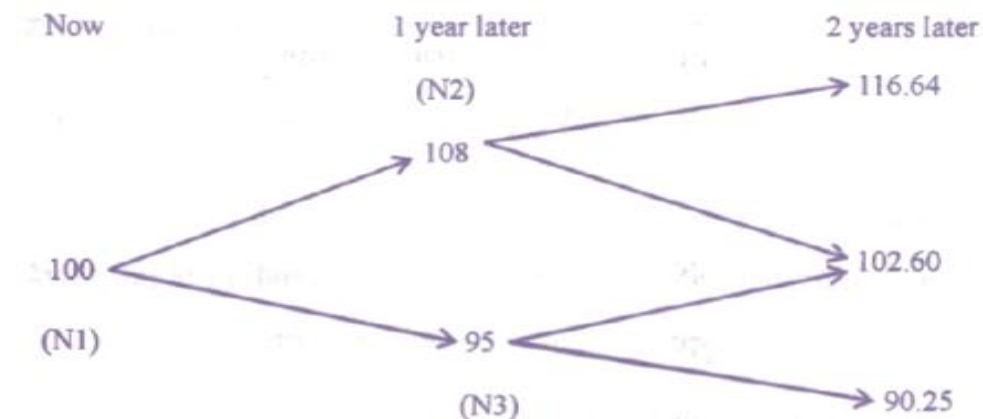 Now 1 year later 2 years later
(N2) 116.64
108
100 102.60
(N1) 95
(N3) 90.25